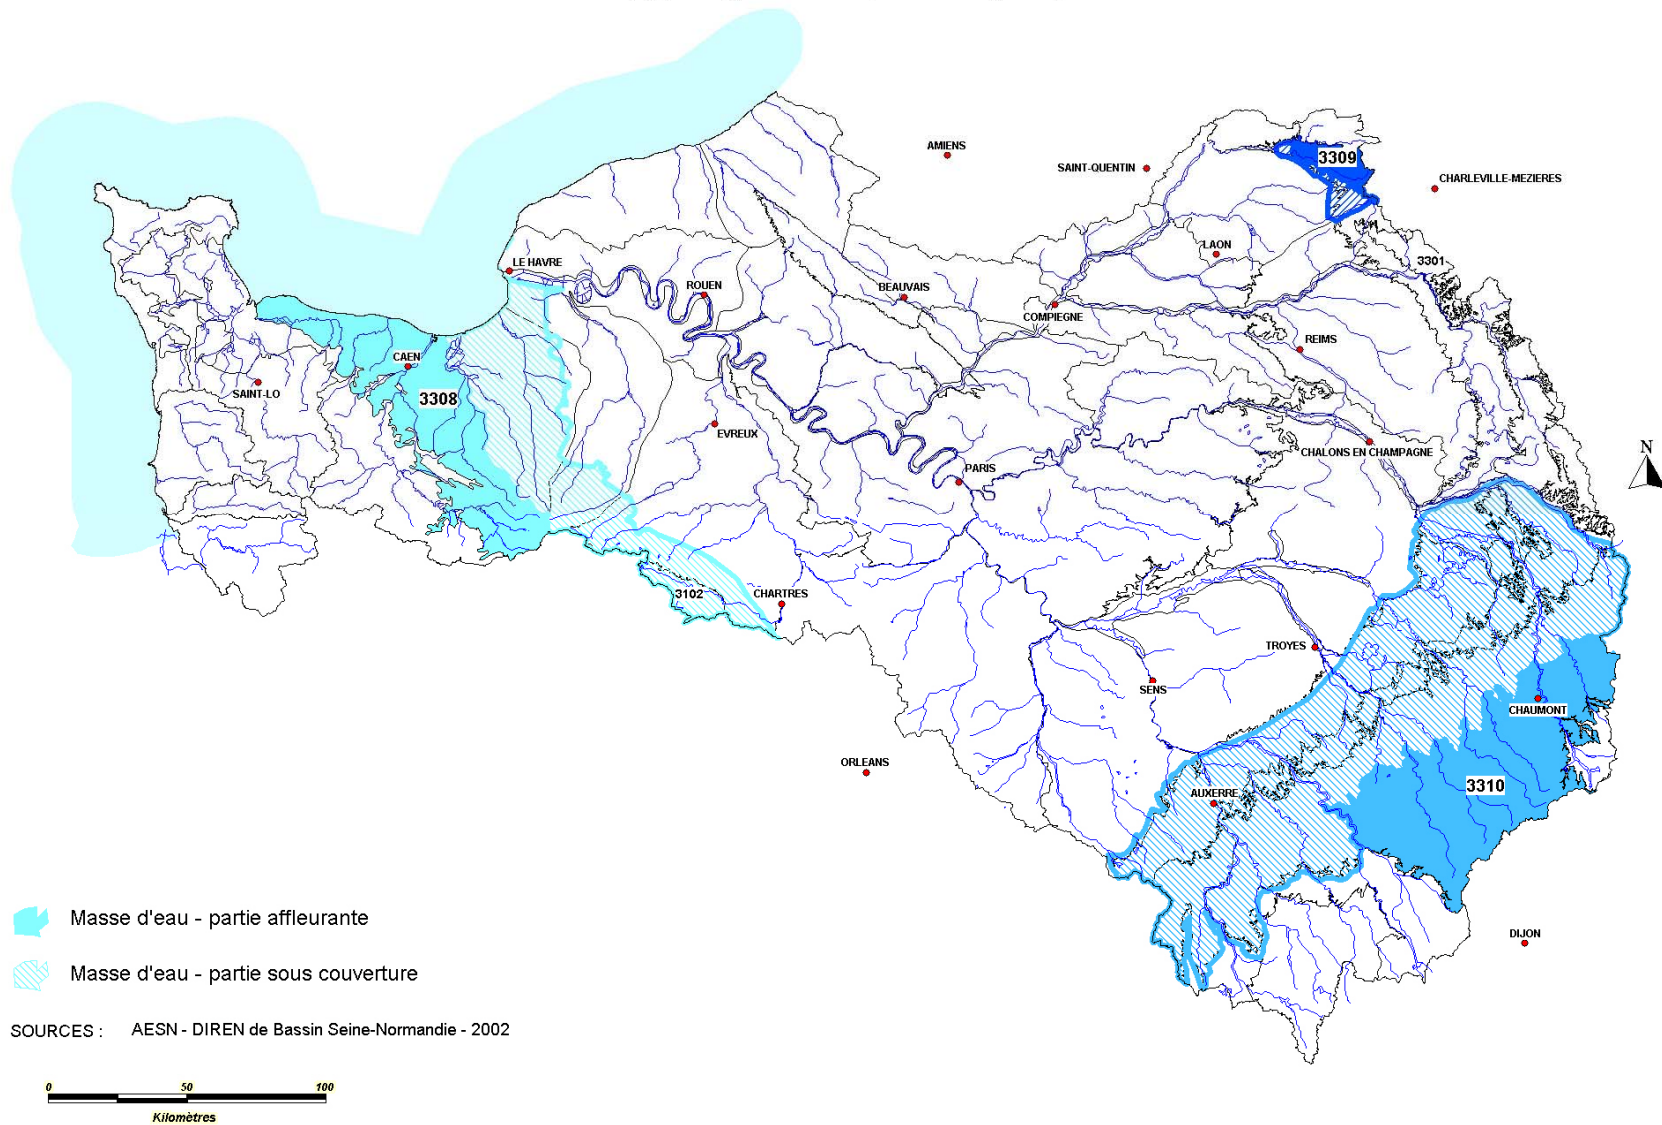 AMIENS
SAINT-QUENTIN
3309
CHARLEVILLE-MEZIERES
LAON
3301
LE HAVRE
ROUEN
BEAUVAIS
COMPIEGNE
REIMS
CAEN
SAINT-LO
3308
EVREUX
N
CHALONS EN CHAMPAGNE
PARIS
3102
CHARTRES
TROYES
SENS
CHAUMONT
ORLEANS
3310
AUXERRE
Masse d'eau - partie affleurante
DIJON
Masse d'eau - partie sous couverture
SOURCES : AESN - DIREN de Bassin Seine-Normandie - 2002
0 50 100
Kilomètres